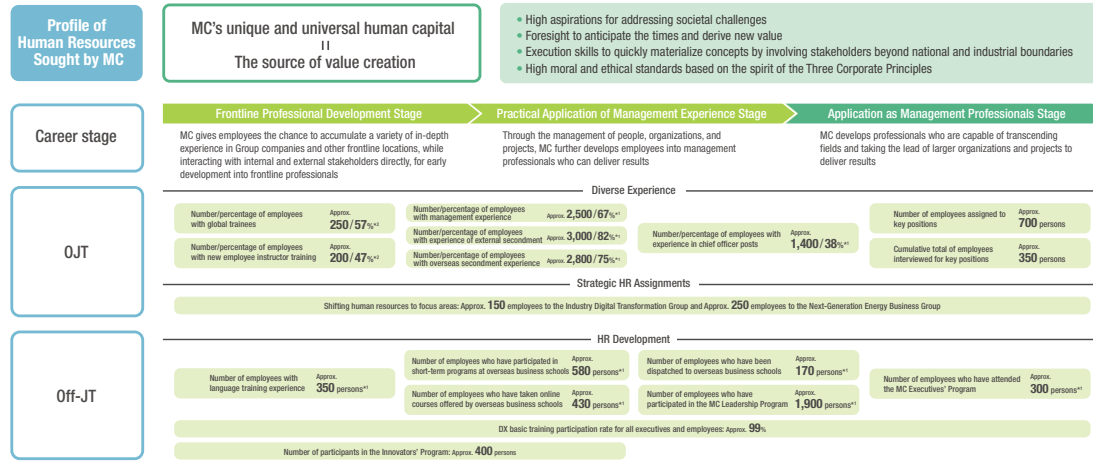 Profile of
Human Resources
Sought by MC
MC's unique and universal human capital
=
The source of value creation
• High aspirations for addressing societal challenges
• Foresight to anticipate the times and derive new value
• Execution skills to quickly materialize concepts by involving stakeholders beyond national and industrial boundaries
• High moral and ethical standards based on the spirit of the Three Corporate Principles
Career stage
Frontline Professional Development Stage
MC gives employees the chance to accumulate a variety of in-depth
experience in Group companies and other frontline locations, while
interacting with internal and external stakeholders directly, for early
development into frontline professionals
Practical Application of Management Experience Stage
Through the management of people, organizations, and
projects, MC further develops employees into management
professionals who can deliver results
Application as Management Professionals Stage
MC develops professionals who are capable of transcending
fields and taking the lead of larger organizations and projects to
deliver results
OJT
Diverse Experience
Number/percentage of employees
with global trainees
Approx.
250/57%*2
Number/percentage of employees
with new employee instructor training
Approx.
200/47%*2
Number/percentage of employees
with management experience
Approx. 2,500/67%*1
Number/percentage of employees
with experience of external secondment
Approx. 3,000/82%*1
Number/percentage of employees
with overseas secondment experience
Approx. 2,800/75%*1
Number/percentage of employees with
experience in chief officer posts
Approx.
1,400/38%*1
Number of employees assigned to
key positions
Approx.
700 persons
Cumulative total of employees
interviewed for key positions
Approx.
350 persons
Strategic HR Assignments
Shifting human resources to focus areas: Approx. 150 employees to the Industry Digital Transformation Group and Approx. 250 employees to the Next-Generation Energy Business Group
Off-JT
HR Development
Number of employees with
language training experience
Approx.
350 persons*1
Number of employees who have participated in
short-term programs at overseas business schools
Approx.
580 persons*1
Number of employees who have taken online
courses offered by overseas business schools
Approx.
430 persons*1
Number of employees who have been
dispatched to overseas business schools
Approx.
170 persons*1
Number of employees who have
participated in the MC Leadership Program
Approx.
1,900 persons*1
Number of employees who have attended
the MC Executives' Program
Approx.
300 persons*1
DX basic training participation rate for all executives and employees: Approx. 99%
Number of participants in the Innovators' Program: Approx. 400 persons